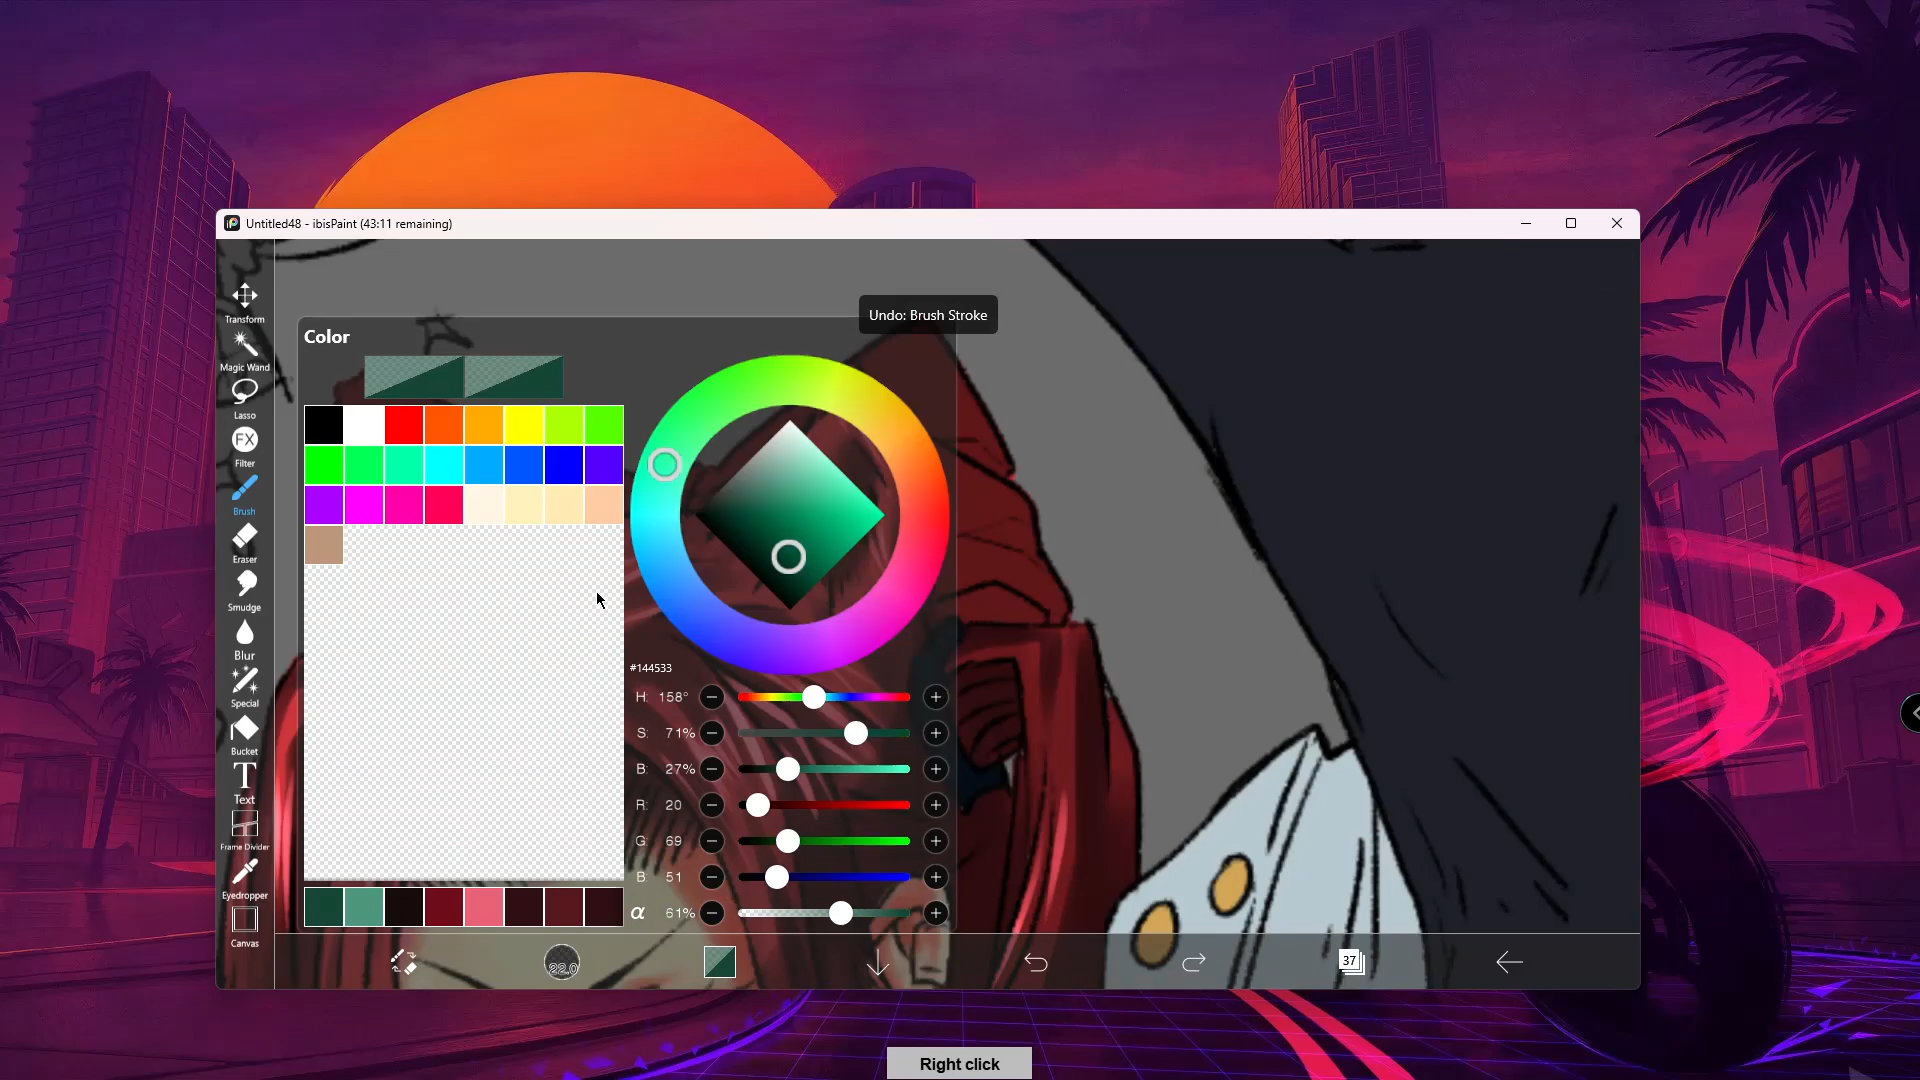 Untitled48 - ibisPaint (43:11 remaining)
Undo: Brush Stroke
Transform
Magic Wand
Lasso
FX
Filter
Brush
Eraser
Smudge
Blur
Special
Bucket
T
Text
Frame Divider
Eyedropper
Canvas
Color
#144533
H: 158°
S: 71%
B: 27%
R: 20
G: 69
B: 51
α 61%
22.0
37
Right click